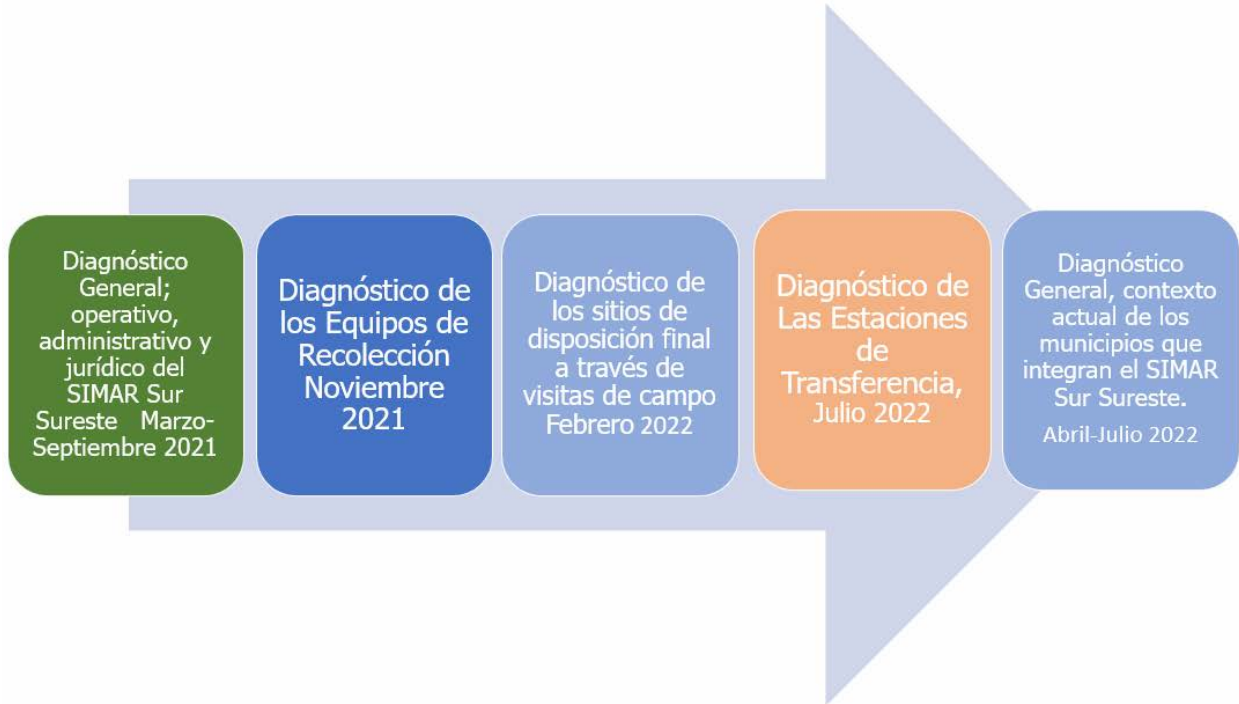 Diagnóstico
General;
operativo,
administrativo y
jurídico del
SIMAR Sur
Sureste Marzo-
Septiembre 2021
Diagnóstico de
los Equipos de
Recolección
Noviembre
2021
Diagnóstico de
los sitios de
disposición final
a través de
visitas de campo
Febrero 2022
Diagnóstico de
Las Estaciones
de
Transferencia,
Julio 2022
Diagnóstico
General, contexto
actual de los
municipios que
integran el SIMAR
Sur Sureste.
Abril-Julio 2022